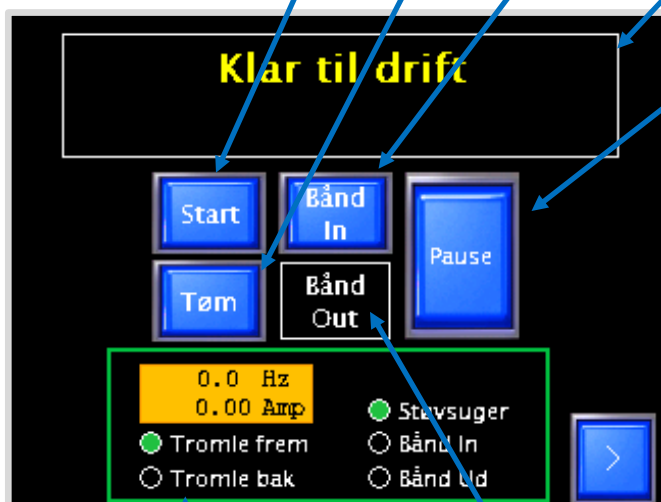 Klar til drift
Start
Bånd
In
Pause
Tøm
Bånd
Out
0.0 Hz
0.00 Amp
Støvsuger
Tromle frem
Bånd In
Tromle bak
Bånd Ud
>